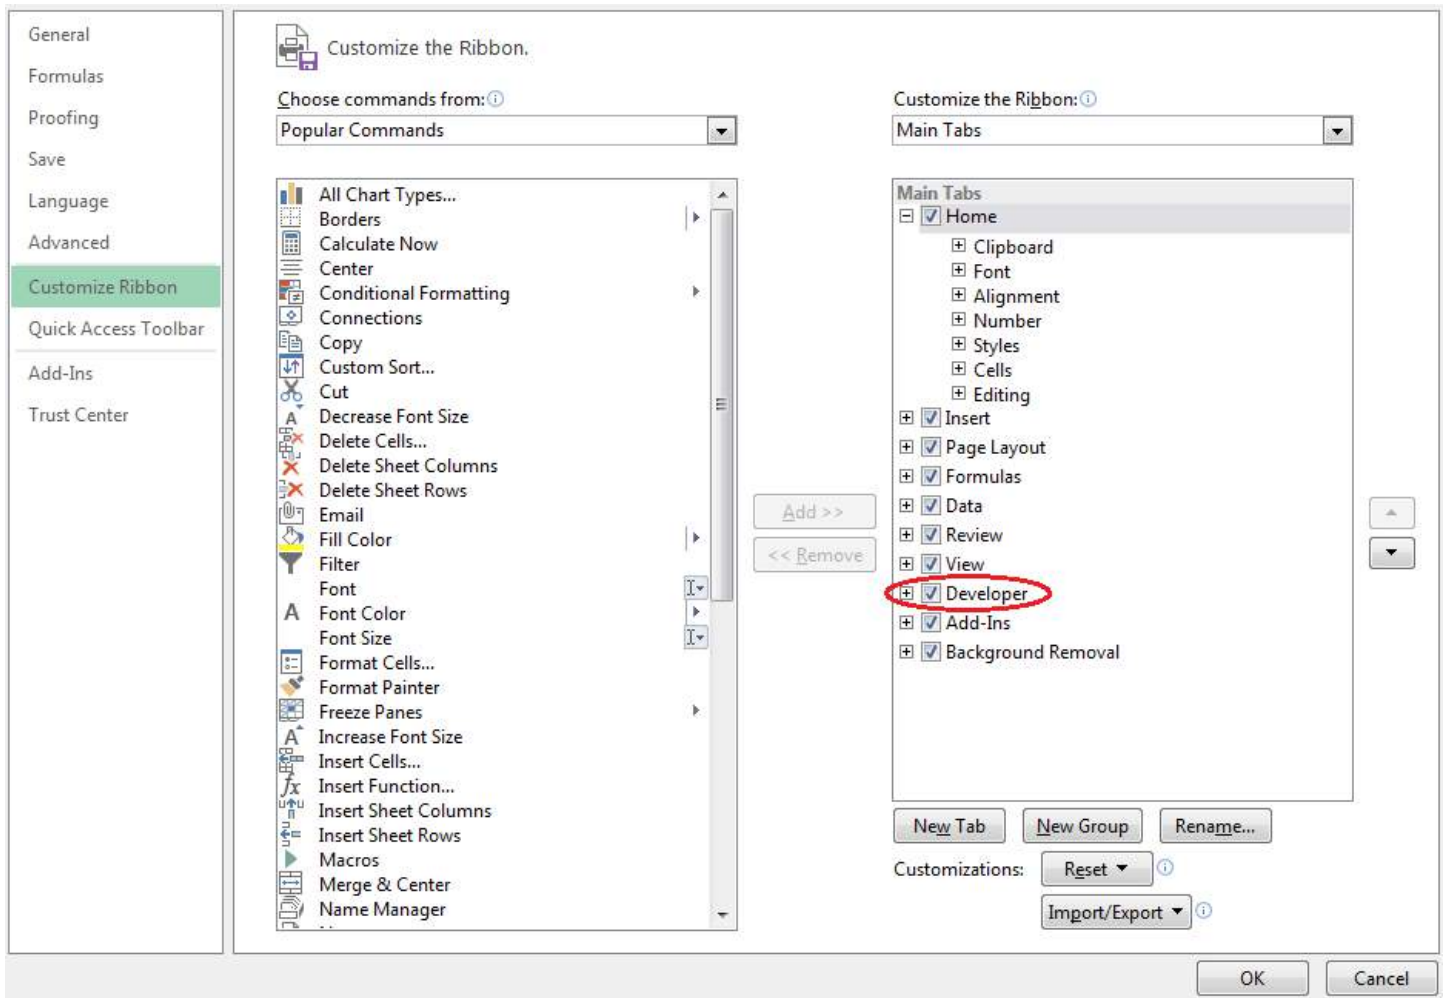 General
Formulas
Proofing
Save
Language
Advanced
Customize Ribbon
Quick Access Toolbar
Add-Ins
Trust Center
Customize the Ribbon.
Choose commands from:
Popular Commands
All Chart Types...
Borders
Calculate Now
Center
Conditional Formatting
Connections
Copy
Custom Sort...
Cut
Decrease Font Size
Delete Cells...
Delete Sheet Columns
Delete Sheet Rows
Email
Fill Color
Filter
Font
Font Color
Font Size
Format Cells...
Format Painter
Freeze Panes
Increase Font Size
Insert Cells...
Insert Function...
Insert Sheet Columns
Insert Sheet Rows
Macros
Merge & Center
Name Manager
Add >>
<< Remove
Customize the Ribbon:
Main Tabs
Main Tabs
Home
Clipboard
Font
Alignment
Number
Styles
Cells
Editing
Insert
Page Layout
Formulas
Data
Review
View
Developer
Add-Ins
Background Removal
New Tab New Group Rename...
Customizations: Reset
Import/Export
OK Cancel